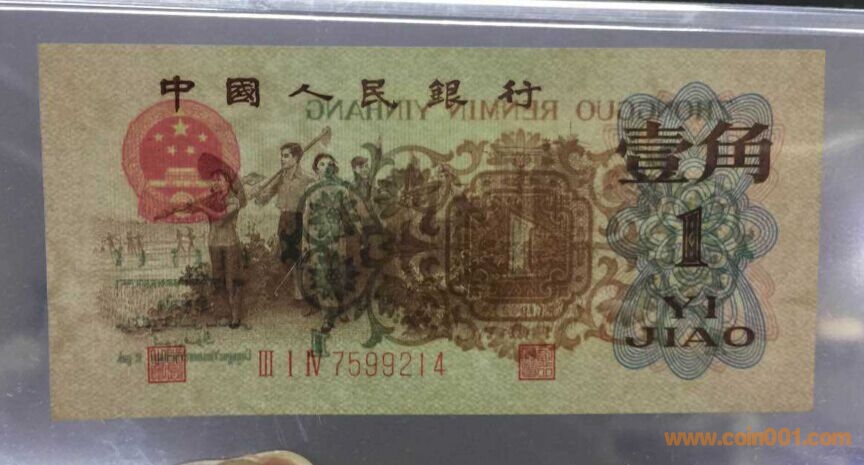 中國人民銀行
ZHONGGUO RENMIN YINHANG
壹角
1
YI
JIAO
III I IV 7599214
www.coin001.com